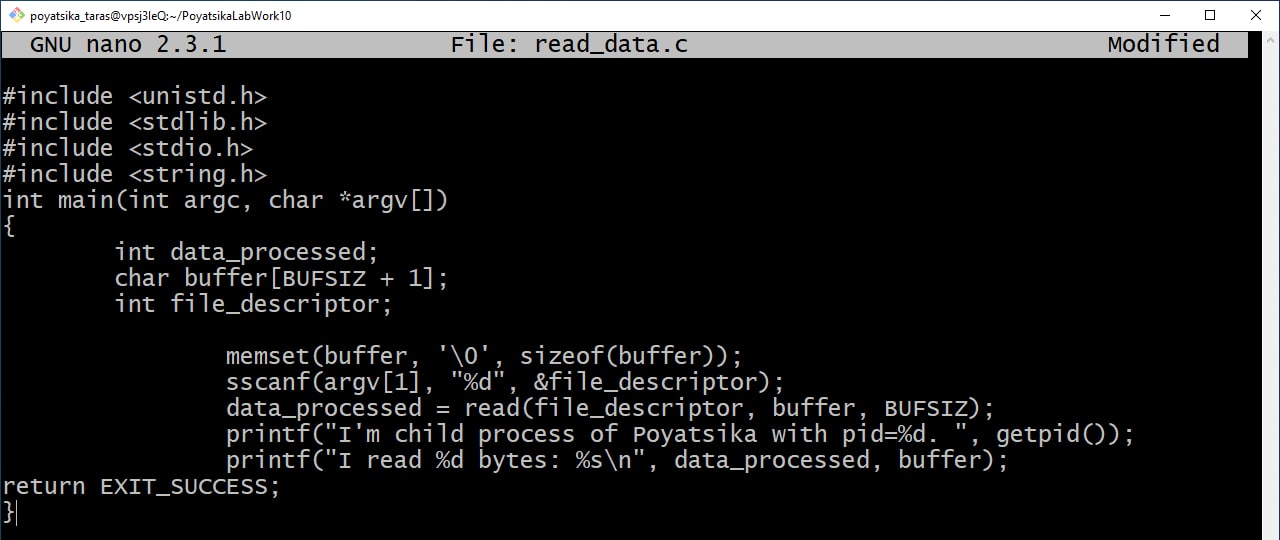 poyatsika_taras@vpsj3leQ:~/PoyatsikaLabWork10
GNU nano 2.3.1 File: read_data.c Modified
#include <unistd.h>
#include <stdlib.h>
#include <stdio.h>
#include <string.h>
int main(int argc, char *argv[])
{
        int data_processed;
        char buffer[BUFSIZ + 1];
        int file_descriptor;
                memset(buffer, '\0', sizeof(buffer));
                sscanf(argv[1], "%d", &file_descriptor);
                data_processed = read(file_descriptor, buffer, BUFSIZ);
                printf("I'm child process of Poyatsika with pid=%d. ", getpid());
                printf("I read %d bytes: %s\n", data_processed, buffer);
return EXIT_SUCCESS;
}